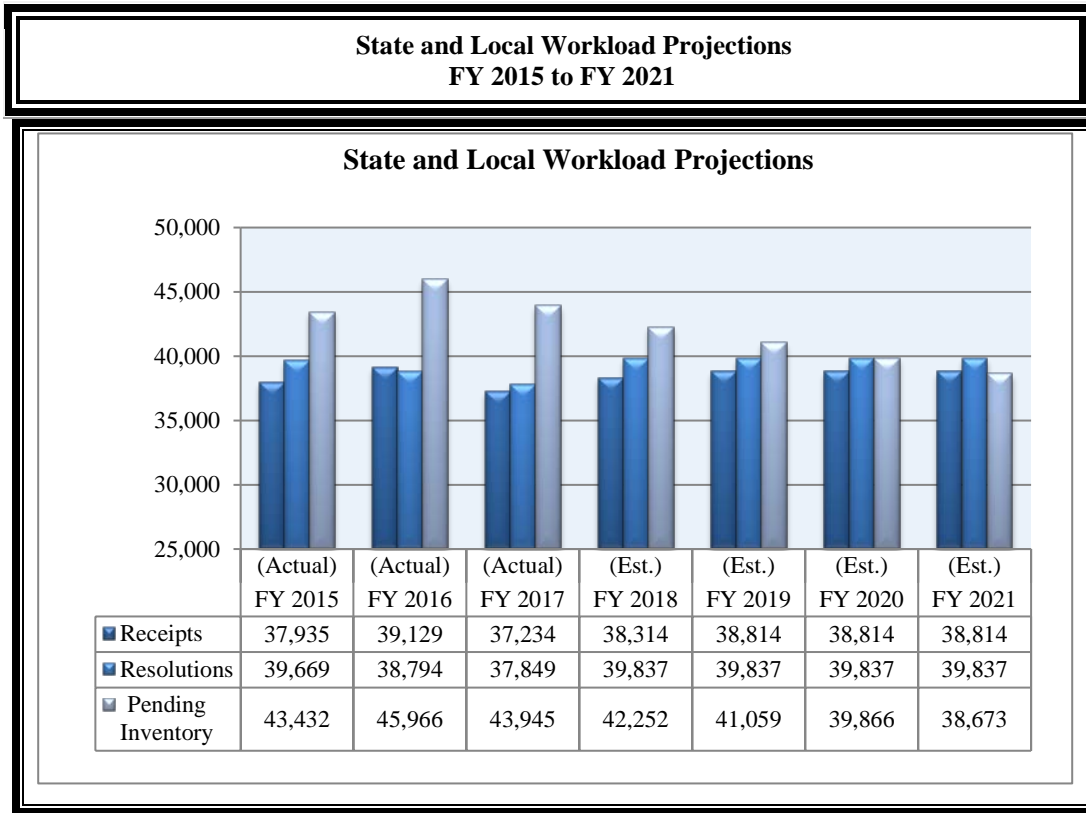 State and Local Workload Projections
FY 2015 to FY 2021
State and Local Workload Projections
50,000
45,000
40,000
35,000
30,000
25,000
(Actual) (Actual) (Actual) (Est.) (Est.) (Est.) (Est.)
FY 2015 FY 2016 FY 2017 FY 2018 FY 2019 FY 2020 FY 2021
Receipts 37,935 39,129 37,234 38,314 38,814 38,814 38,814
Resolutions 39,669 38,794 37,849 39,837 39,837 39,837 39,837
Pending
Inventory 43,432 45,966 43,945 42,252 41,059 39,866 38,673